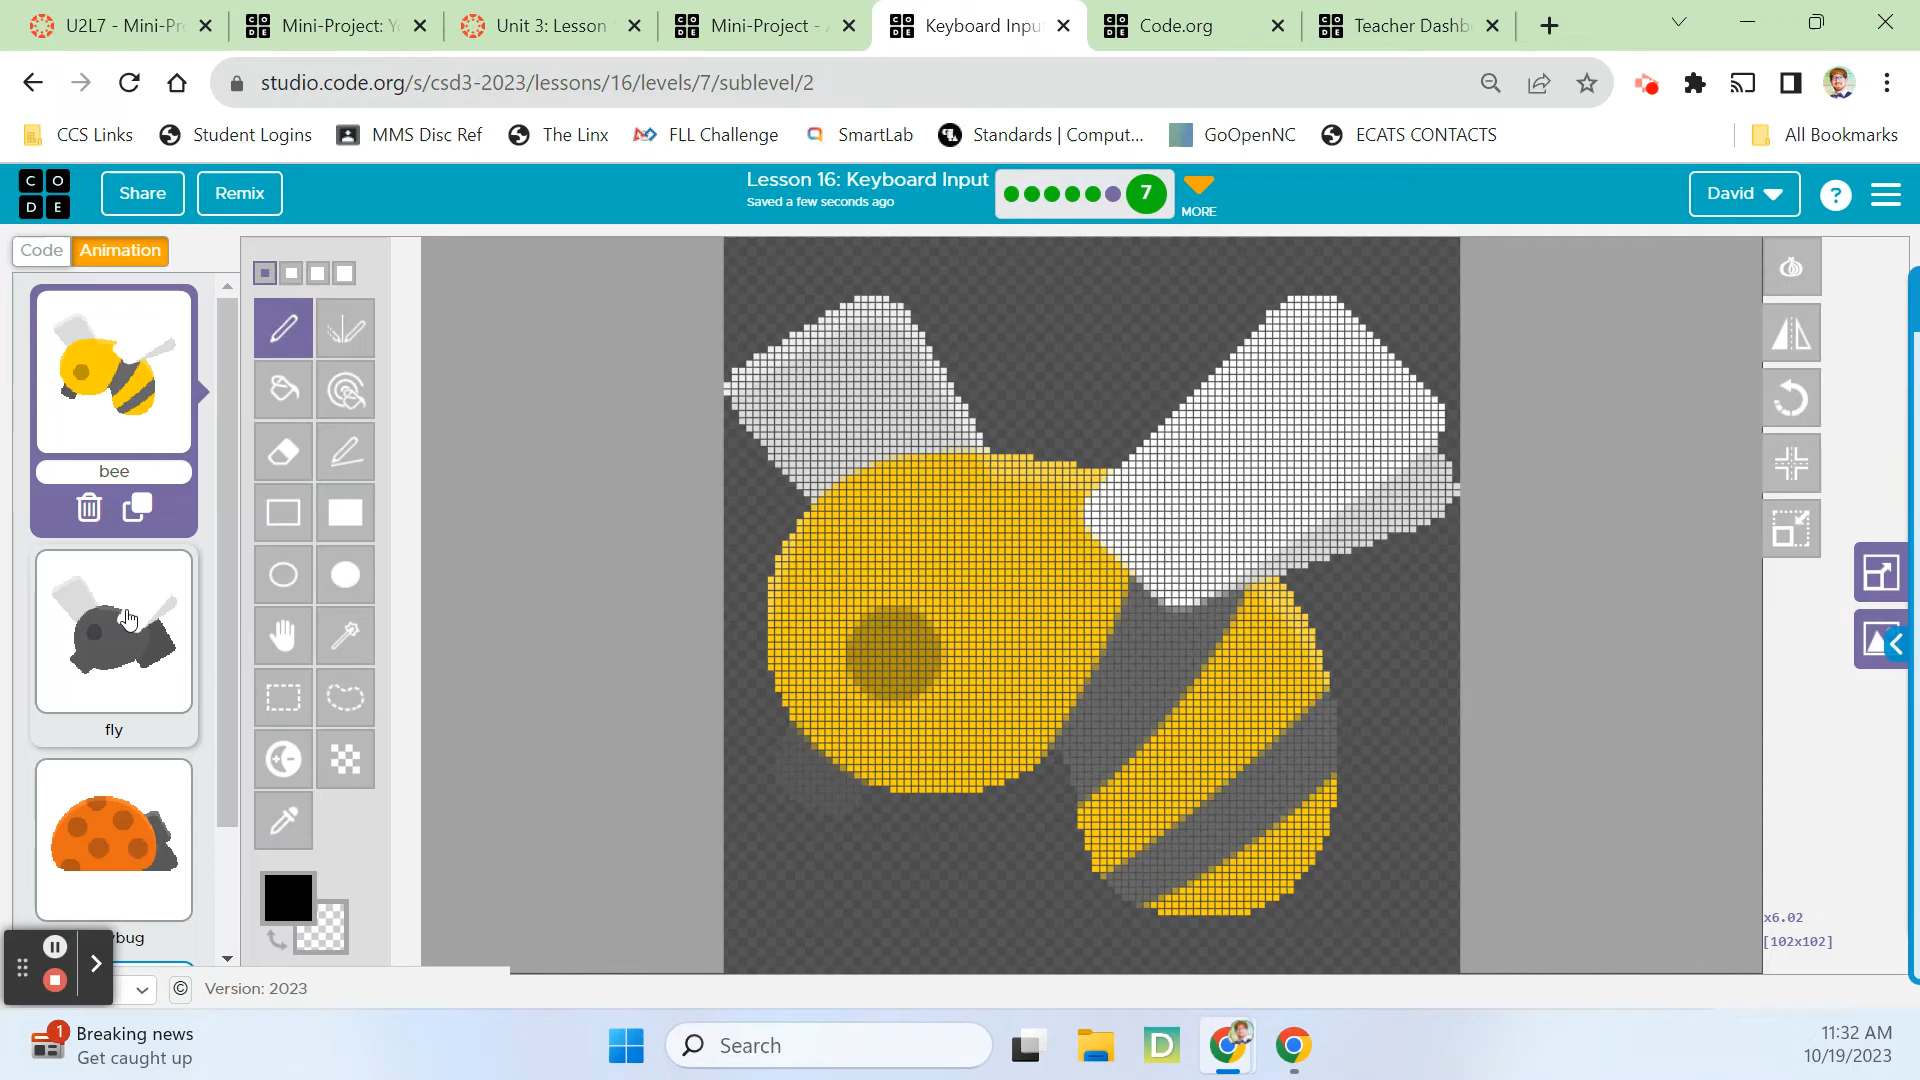 U2L7 - Mini-Pr
Mini-Project: Y
Unit 3: Lesson
Mini-Project -
Keyboard Inpu
Code.org
Teacher Dashb
studio.code.org/s/csd3-2023/lessons/16/levels/7/sublevel/2
CCS Links
Student Logins
MMS Disc Ref
The Linx
FLL Challenge
SmartLab
Standards | Comput...
GoOpenNC
ECATS CONTACTS
All Bookmarks
C O D E
Share
Remix
Lesson 16: Keyboard Input
Saved a few seconds ago
7
MORE
David
?
Code
Animation
bee
fly
bug
x6.02
[102x102]
©
Version: 2023
1
Breaking news
Get caught up
Search
D
11:32 AM
10/19/2023